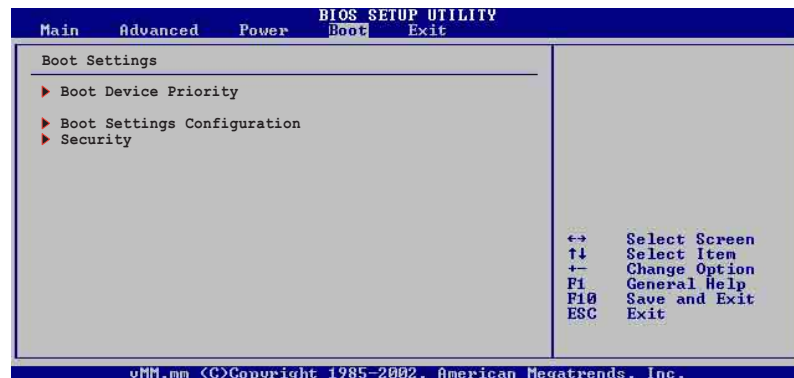 BIOS SETUP UTILITY
Main Advanced Power Boot Exit
Boot Settings
Boot Device Priority
Boot Settings Configuration
Security
←→ Select Screen
↑↓ Select Item
+- Change Option
F1 General Help
F10 Save and Exit
ESC Exit
vMM.mm (C)Copyright 1985-2002, American Megatrends, Inc.